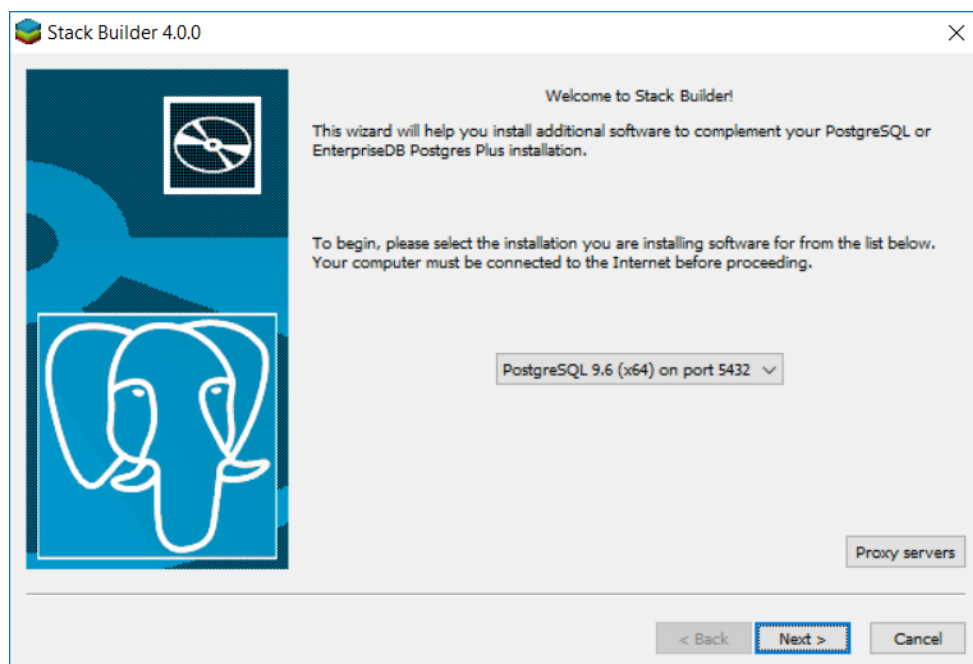 Stack Builder 4.0.0
Welcome to Stack Builder!
This wizard will help you install additional software to complement your PostgreSQL or
EnterpriseDB Postgres Plus installation.
To begin, please select the installation you are installing software for from the list below.
Your computer must be connected to the Internet before proceeding.
PostgreSQL 9.6 (x64) on port 5432
Proxy servers
< Back
Next >
Cancel